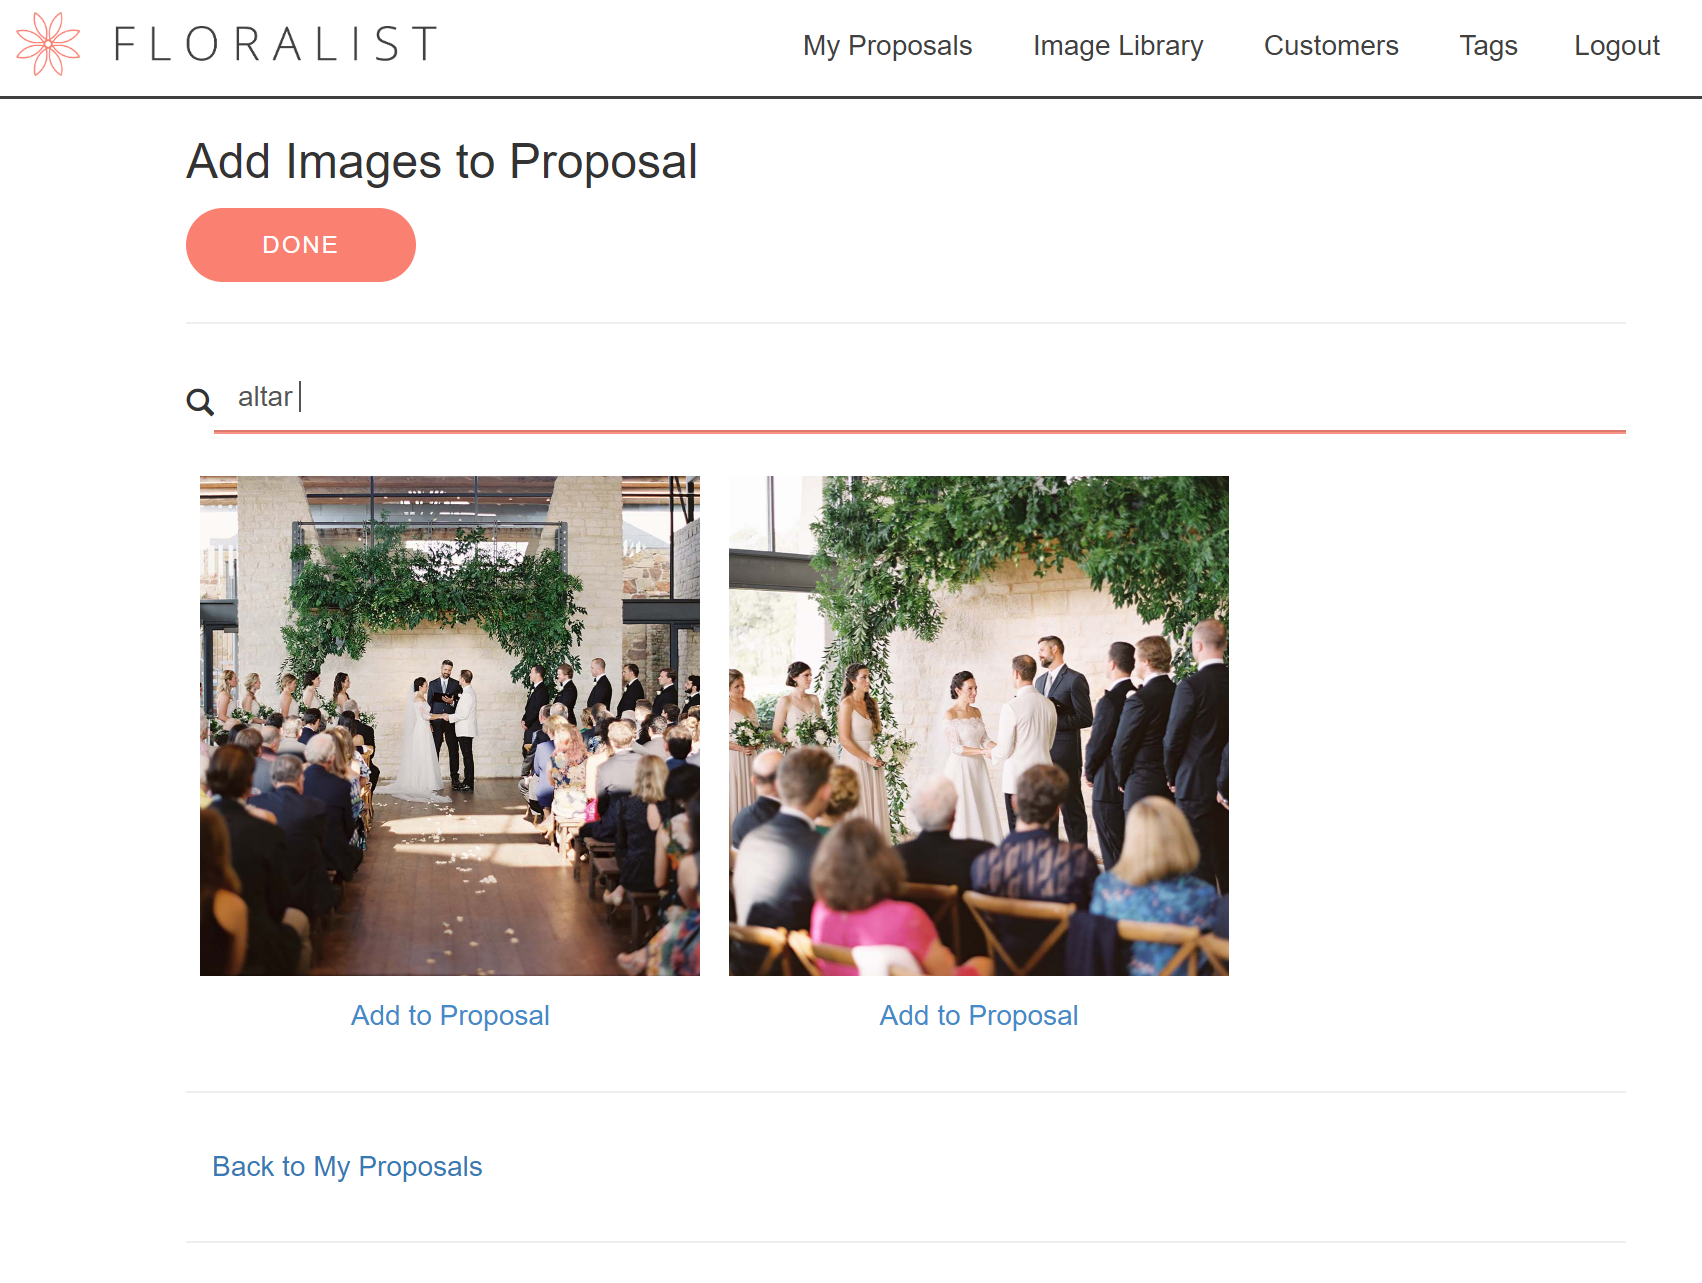 FLORALIST
My Proposals Image Library Customers Tags Logout
Add Images to Proposal
DONE
altar
Add to Proposal Add to Proposal
Back to My Proposals